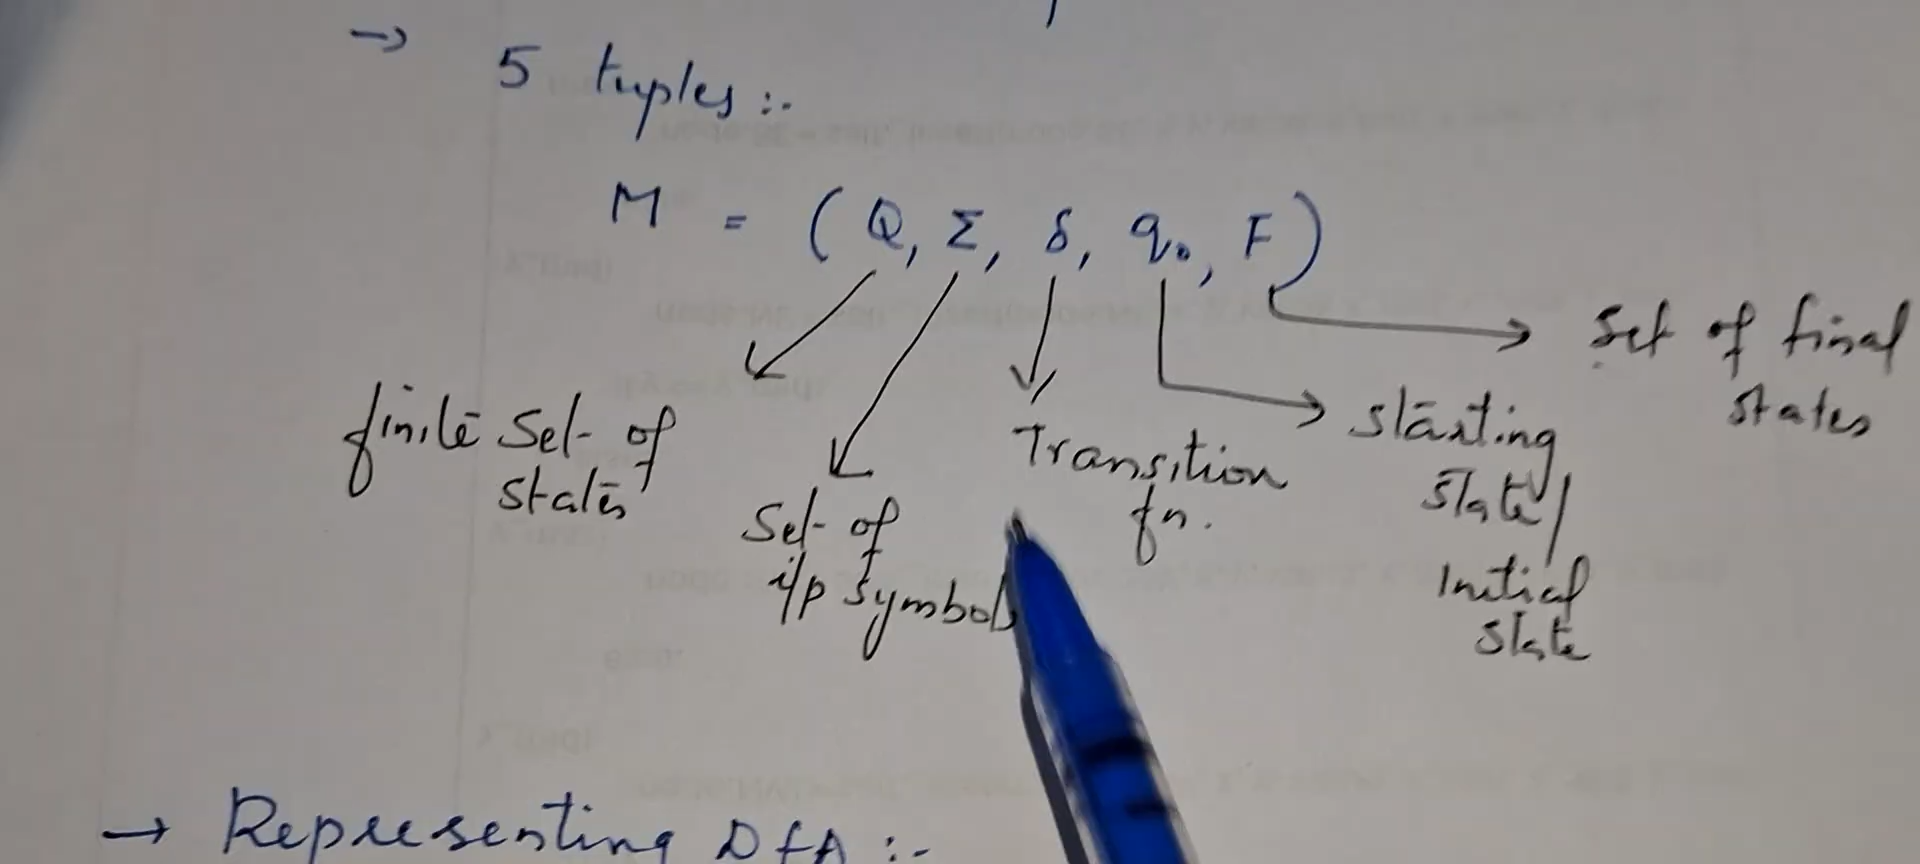 → 5 tuples :-
M = (Q, Σ, δ, q₀, F)
finite set of
states
Set of
i/p symbols
Transition
fn.
starting
state/
Initial
state
Set of final
states
→ Representing DFA :-